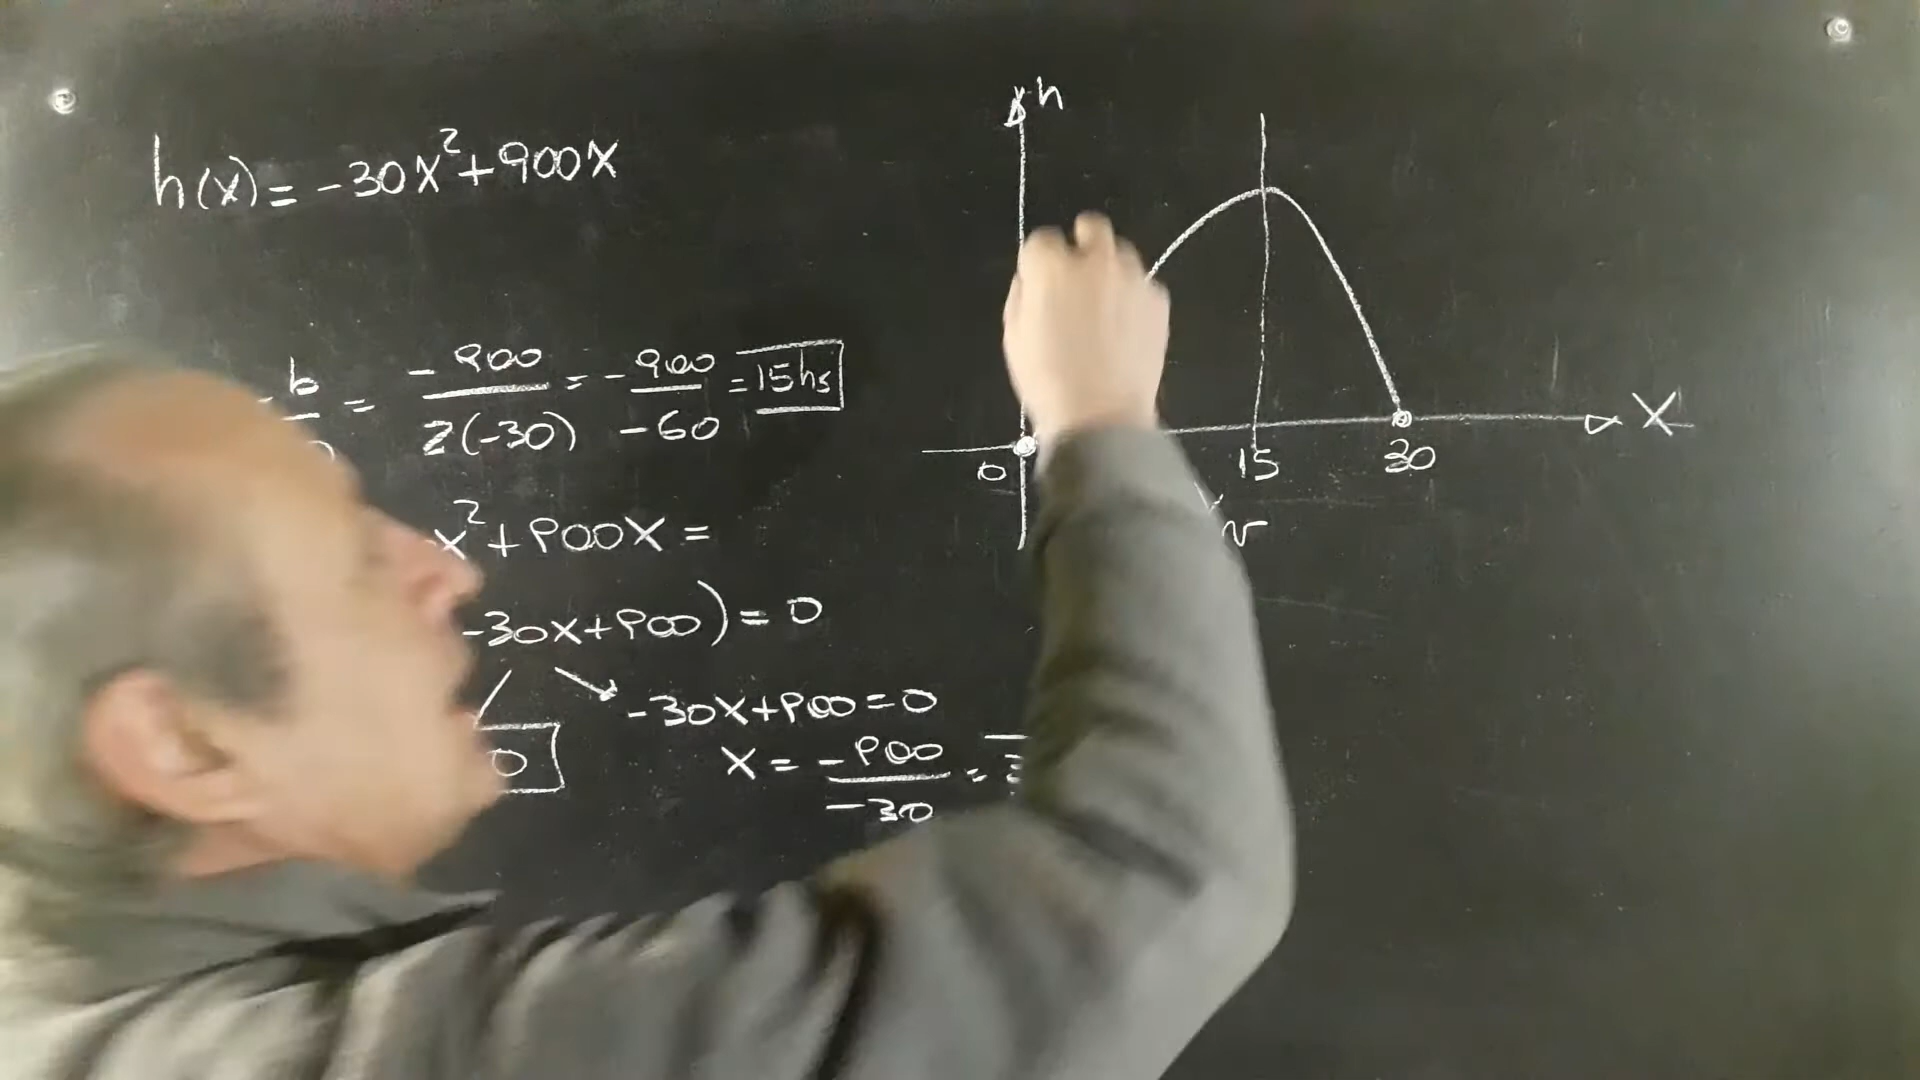 h(x) = -30x²+900x
-b = -900/2(-30) = -900/-60 = 15hs
x²+900x =
-30x+900) = 0
-30x+900=0
0
x = -900/-30 =
h
x
0
15
30
v